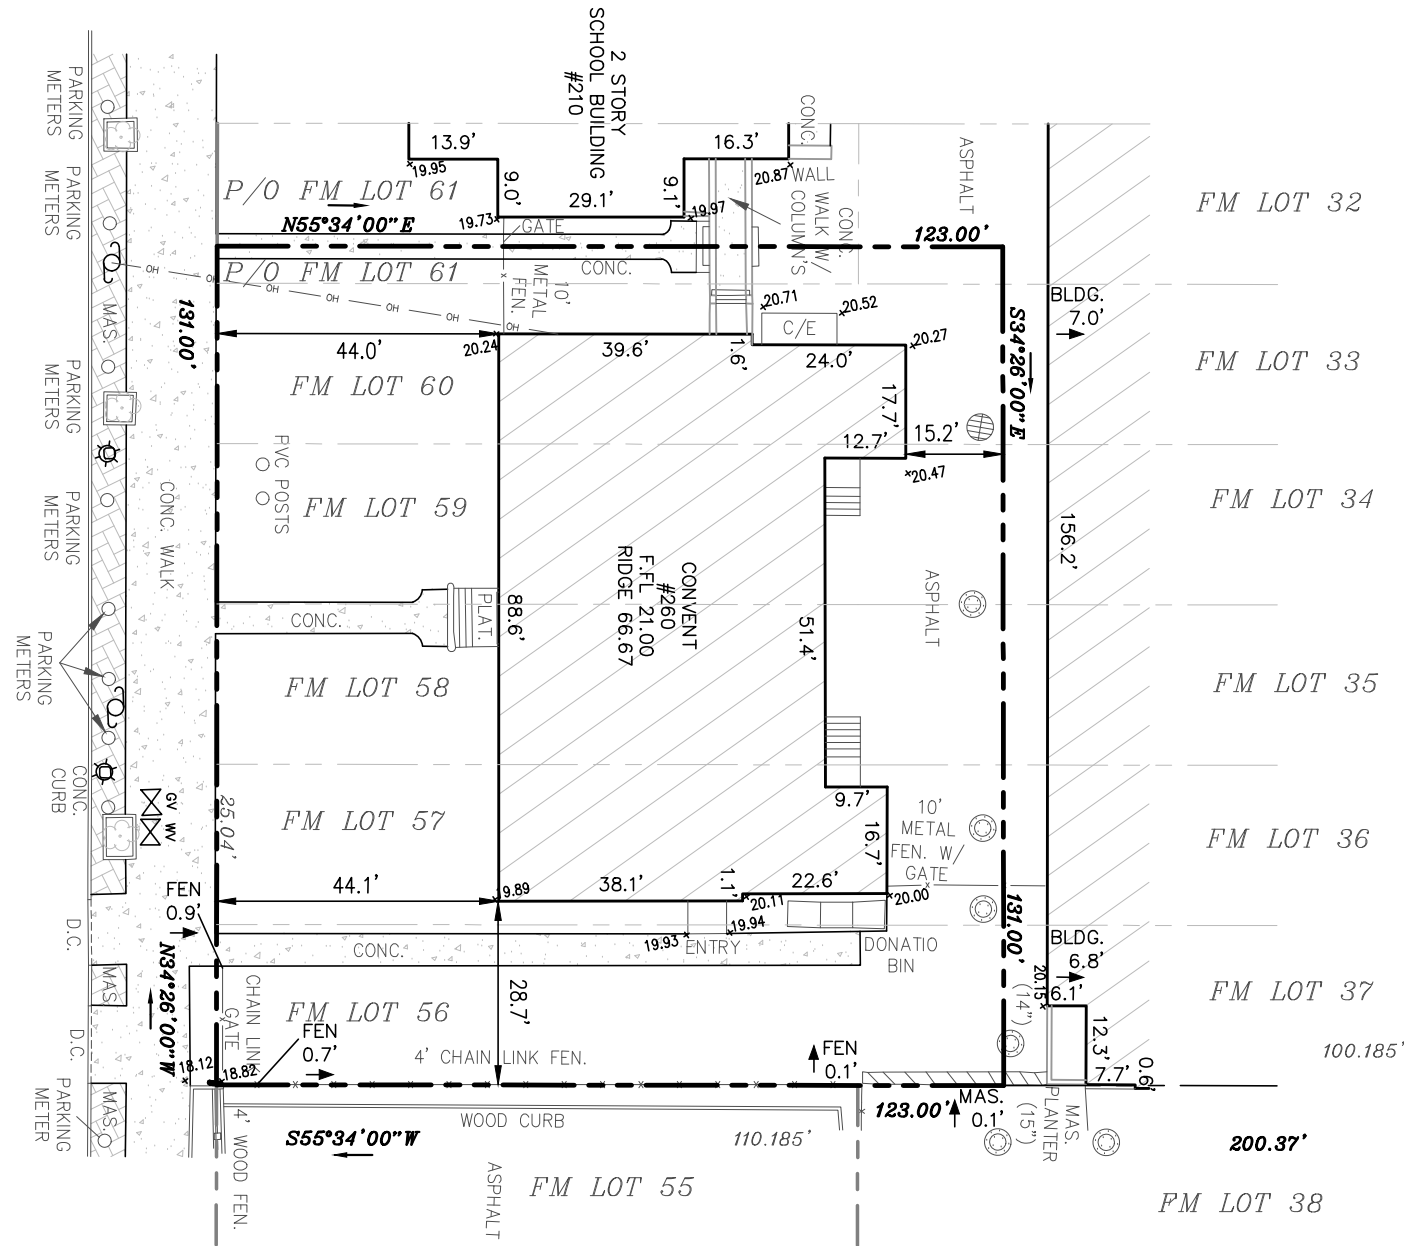 2 STORY
SCHOOL BUILDING
#210
PARKING
METERS
13.9'
19.95
9.0'
29.1'
9.1'
16.3'
20.87
CONC.
WALL
ASPHALT
P/O FM LOT 61
N55°34'00"E
19.73
19.97
GATE
CONC.
WALK W/
COLUMN'S
123.00'
FM LOT 32
PARKING
METERS
P/O FM LOT 61
CONC.
10'
METAL
FEN.
OH
OH
OH
OH
OH
OH
MAS.
131.00'
44.0'
20.24
39.6'
1.6'
20.71
20.52
C/E
24.0'
20.27
S34°26'00"E
BLDG.
7.0'
FM LOT 33
FM LOT 60
PARKING
METERS
17.7'
12.7'
15.2'
20.47
PVC POSTS
FM LOT 59
CONC. WALK
PARKING
METERS
FM LOT 34
156.2'
CONVENT
#260
F.FL 21.00
RIDGE 66.67
ASPHALT
CONC.
PLAT.
88.6'
51.4'
PARKING
METERS
FM LOT 58
FM LOT 35
CONC.
CURB
GV
WV
25.04'
FM LOT 57
9.7'
16.7'
10'
METAL
FEN. W/
GATE
FM LOT 36
FEN
0.9'
44.1'
19.89
38.1'
1.1'
22.6'
20.11
20.00
131.00'
D.C.
CONC.
19.93
19.94
ENTRY
DONATIO
BIN
BLDG.
6.8'
N34°26'00"W
MAS
CHAIN LINK
GATE
FM LOT 56
28.7'
20.15
6.1'
(14")
FM LOT 37
D.C.
FEN
0.7'
4' CHAIN LINK FEN.
FEN
0.1'
12.3'
7.7'
0.6'
100.185'
18.12
18.82
PARKING
METER
MAS.
4' WOOD FEN.
WOOD CURB
123.00'
MAS.
0.1'
(15")
MAS.
PLANTER
S55°34'00"W
110.185'
200.37'
ASPHALT
FM LOT 55
FM LOT 38